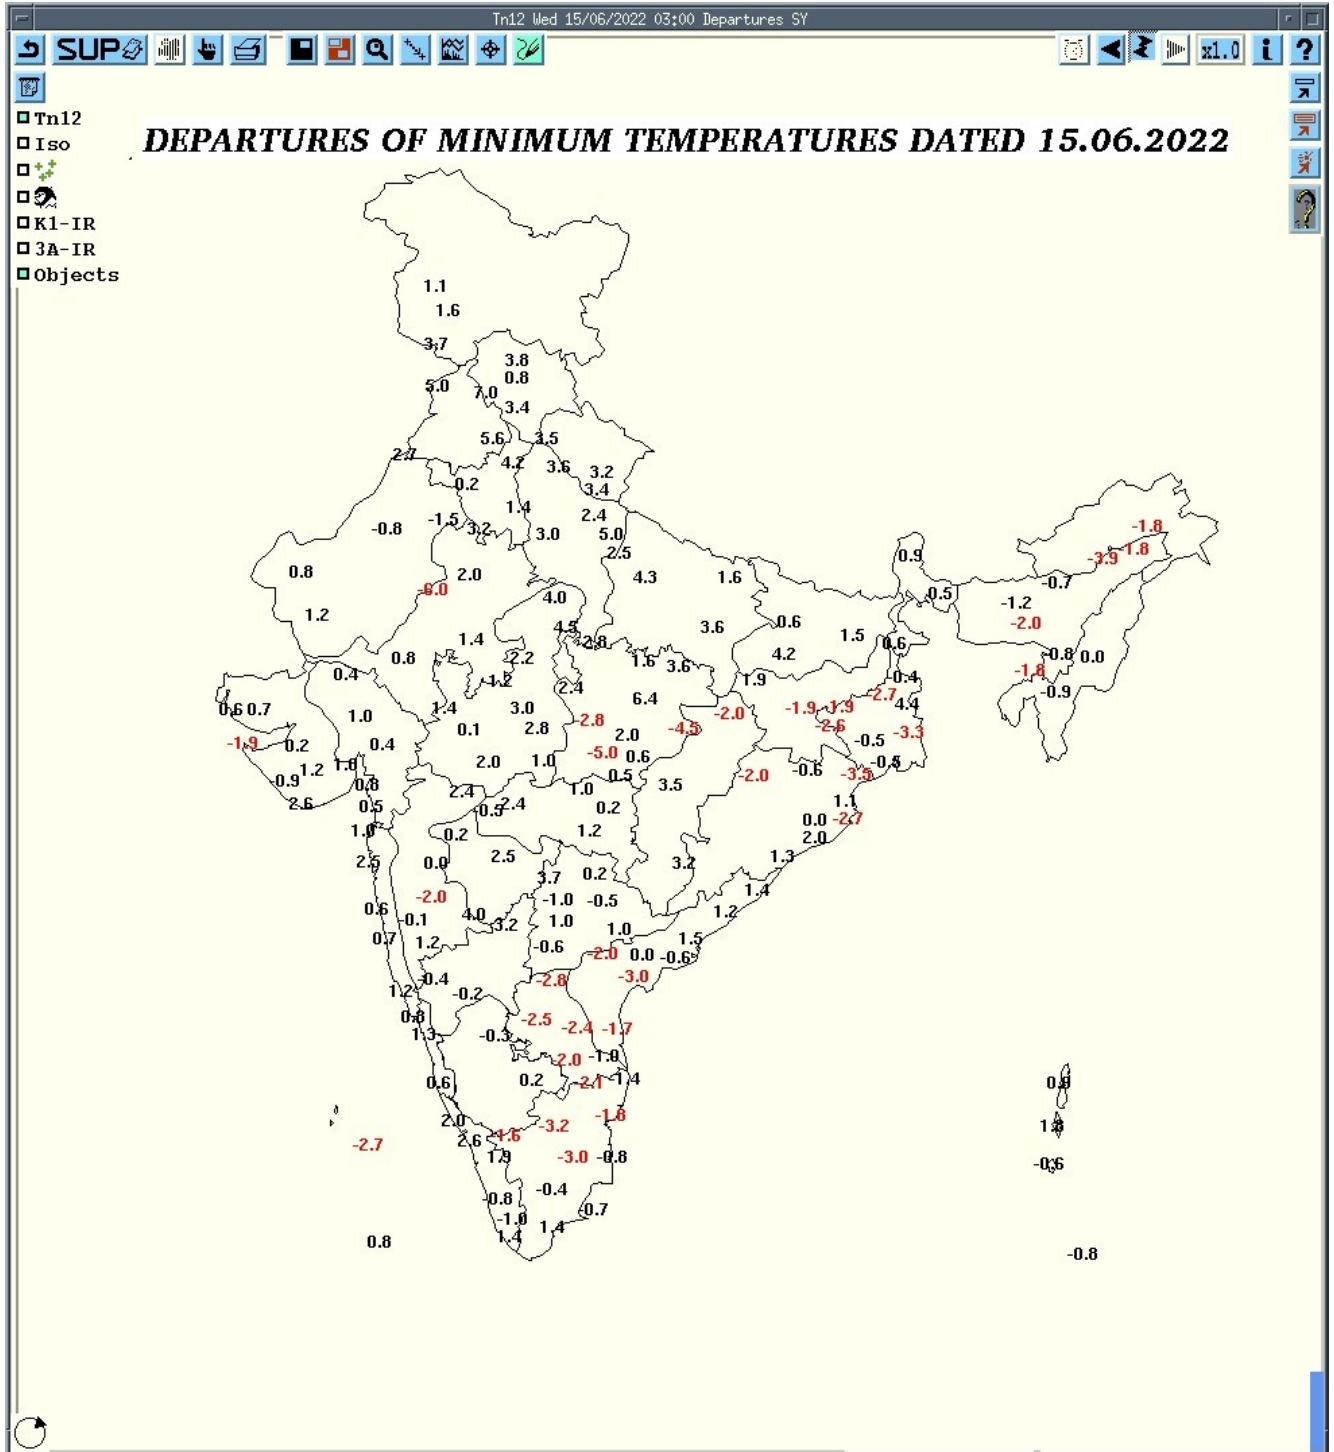 Tn12 Wed 15/06/2022 03:00 Departures SY
SUP
x1.0 i ?
Tn12
Iso
K1-IR
3A-IR
Objects
DEPARTURES OF MINIMUM TEMPERATURES DATED 15.06.2022
1.1
1.6
3.7
3.8
0.8
5.0 7.0
3.4
5.6 3.5
2.7 4.2 3.6 3.2
0.2 3.4
1.4 2.4
-0.8 -1.5 3.2 3.0 5.0 -1.8
2.5 0.9 -3.9 -1.8
0.8 2.0 4.3 1.6 -0.7
-6.0 4.0 0.5 -1.2
1.2 4.5 3.6 0.6 -2.0
1.4 2.8 1.5 0.6
0.8 2.2 1.6 3.6 4.2 -0.8 0.0
0.4 1.2 2.4 1.9 -0.4 -1.8
0.6 0.7 1.4 3.0 6.4 -2.7 -0.9
1.0 -2.8 -2.0 -1.9 -1.9 4.4
-1.9 0.1 2.8 2.0 -4.5 -2.6 -3.3
0.2 0.4 -5.0 0.6 -0.5
1.2 1.0 2.0 1.0 0.5 -0.6 -0.5
-0.9 0.8 2.4 1.0 3.5 -2.0 -3.5
2.6 0.5 -0.5 2.4 0.2 1.1
1.0 0.2 1.2 0.0 -2.7
2.0
2.5 0.0 2.5 3.2 1.3
3.7 0.2
-2.0 -1.0 -0.5 1.4
0.6 -0.1 4.0 3.2 1.0 1.2
0.7 1.2 1.0 1.5
-0.6 -2.0 0.0 -0.6
-0.4 -2.8 -3.0
1.2 -0.2
0.8 -2.5 -2.4 -1.7
1.3 -0.3
-2.0 -1.0
0.6 0.2 -2.1 -1.4
2.0 -3.2 -1.8
-2.7 2.6 -1.6
1.9 -3.0 -0.8 -0.6
-0.8 -0.4
-1.0 -0.7
1.4 1.4
0.8 -0.8